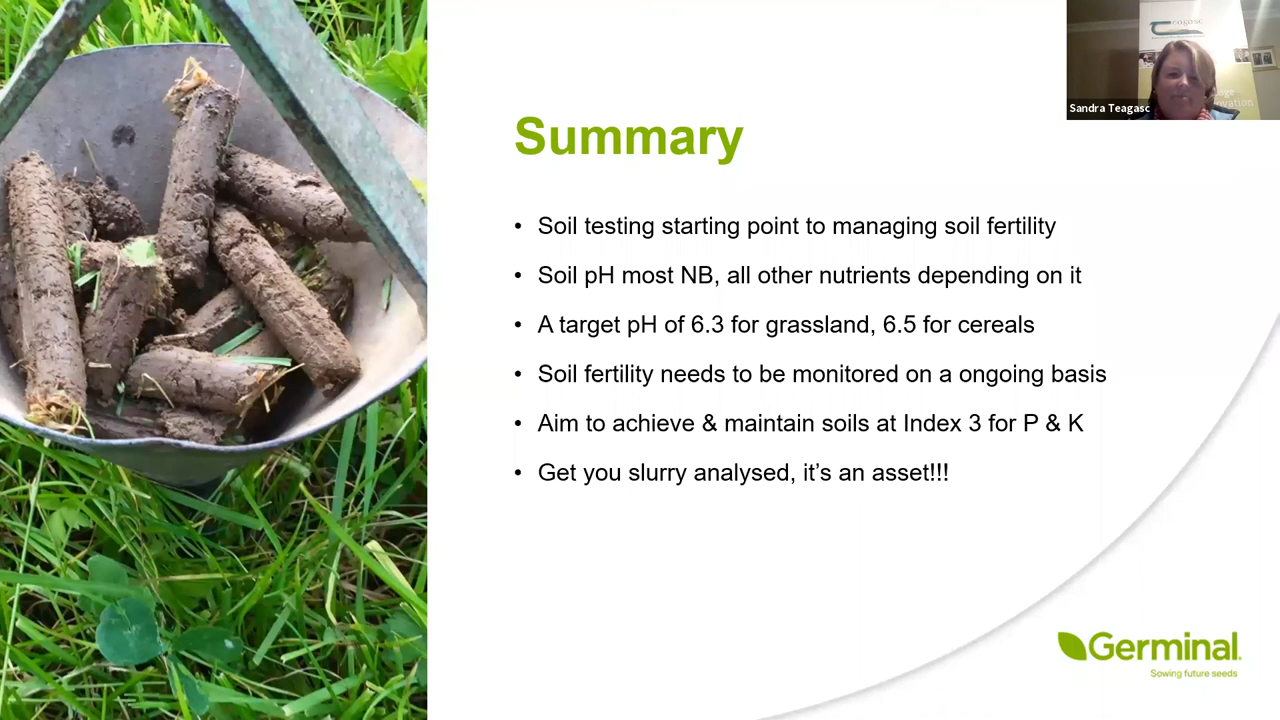 Summary
• Soil testing starting point to managing soil fertility
• Soil pH most NB, all other nutrients depending on it
• A target pH of 6.3 for grassland, 6.5 for cereals
• Soil fertility needs to be monitored on a ongoing basis
• Aim to achieve & maintain soils at Index 3 for P & K
• Get you slurry analysed, it’s an asset!!!
Sandra Teagasc
Germinal.
Sowing future seeds